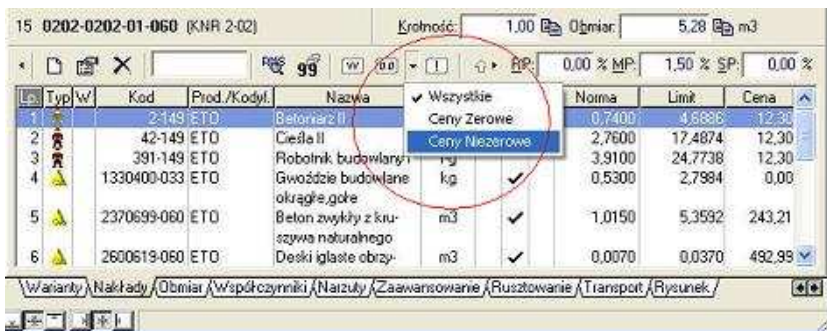 15 0202-0202-01-060 (KNR 2-02) Krotność: 1,00 Obmiar: 5,28 m3
RP: 0,00 % MP: 1,50 % SP: 0,00 %
Lp. Typ W Kod Prod./Kodyf. Nazwa Norma Limit Cena
Wszystkie
Ceny Zerowe
Ceny Niezerowe
1 2-149 ETO Betoniarz II 0,7400 4,6886 12,30
2 42-149 ETO Cieśla II 2,7600 17,4874 12,30
3 391-149 ETO Robotnik budowlany I 3,9100 24,7738 12,30
4 1330400-033 ETO Gwoździe budowlane kg 0,5300 2,7984 0,00
okrągłe,gołe
5 2370699-060 ETO Beton zwykły z kru- m3 1,0150 5,3592 243,21
szywa naturalnego
6 2600619-060 ETO Deski iglaste obrzy- m3 0,0070 0,0370 492,99
Warianty Nakłady Obmiar Współczynniki Narzuty Zaawansowanie Rusztowanie Transport Rysunek